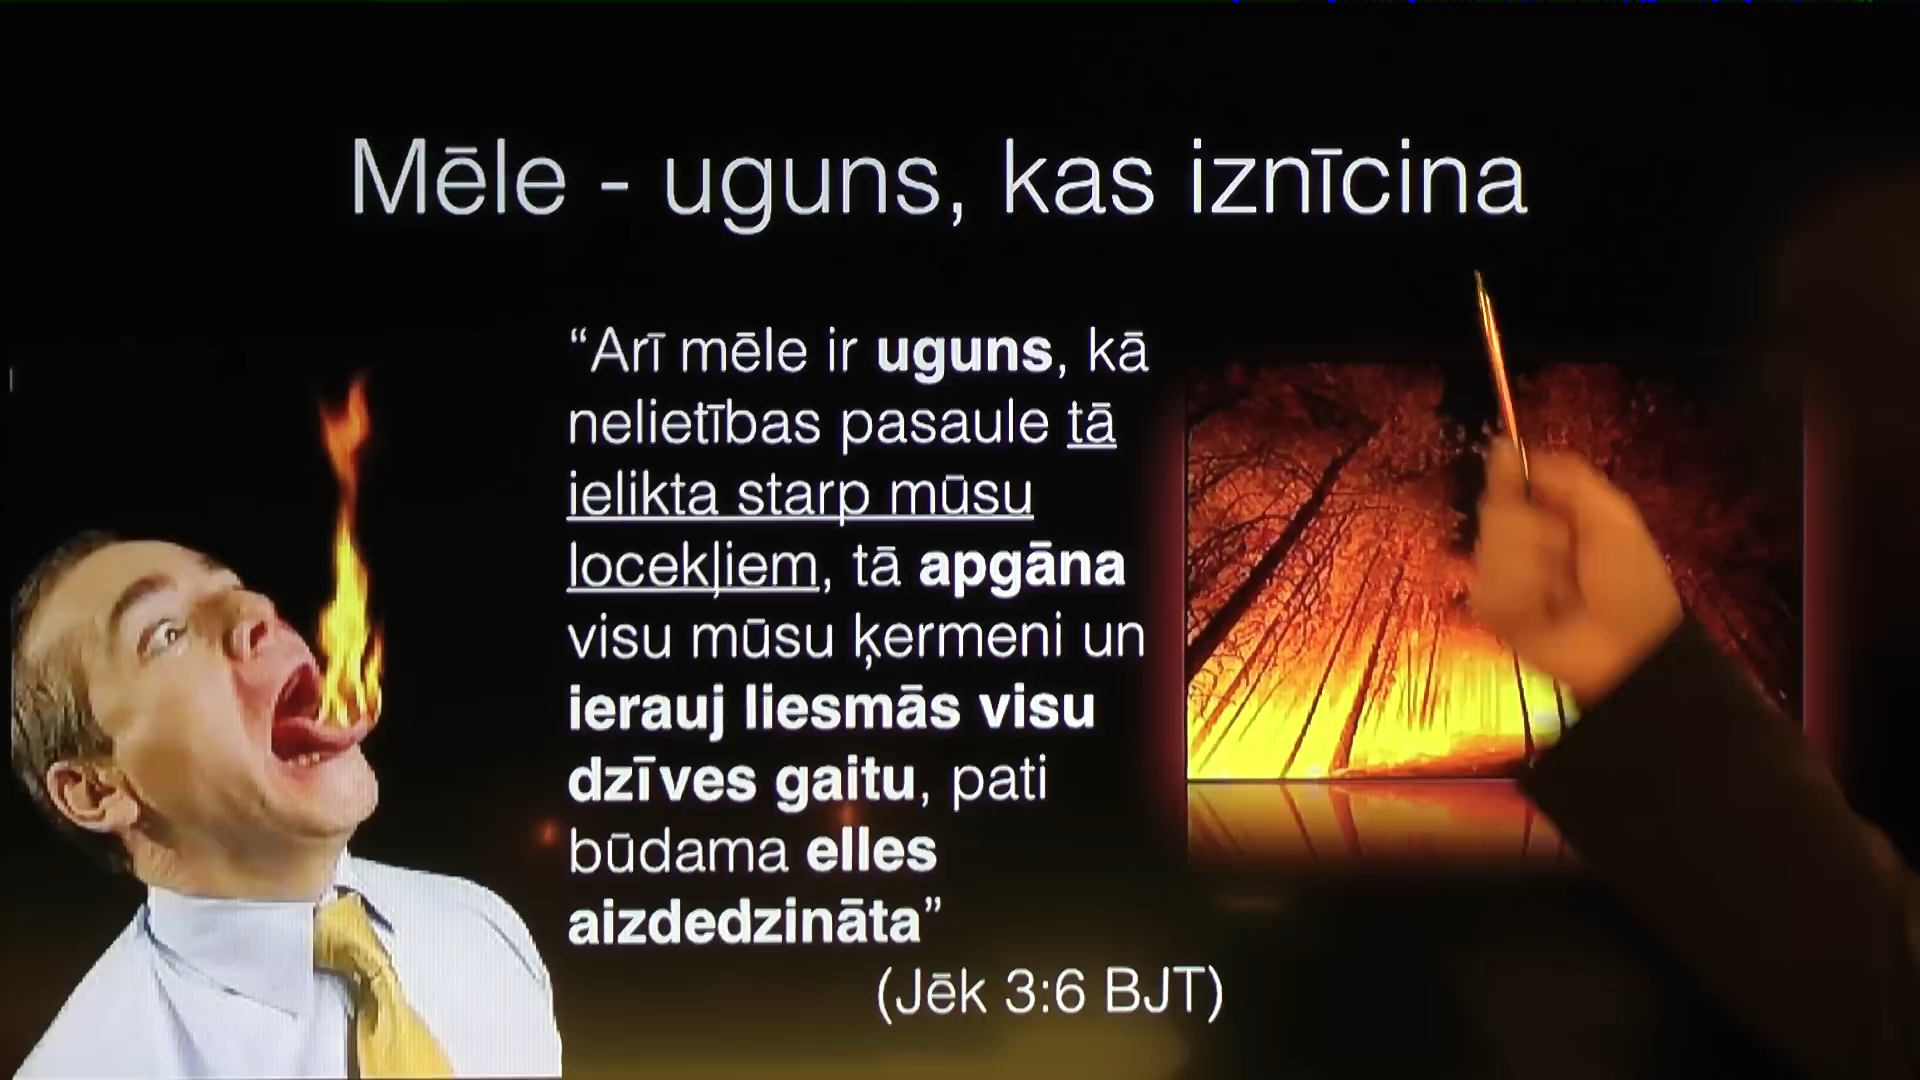 Mēle - uguns, kas iznīcina
“Arī mēle ir uguns, kā
nelietības pasaule tā
ielikta starp mūsu
locekļiem, tā apgāna
visu mūsu ķermeni un
ierauj liesmās visu
dzīves gaitu, pati
būdama elles
aizdedzināta”
(Jēk 3:6 BJT)